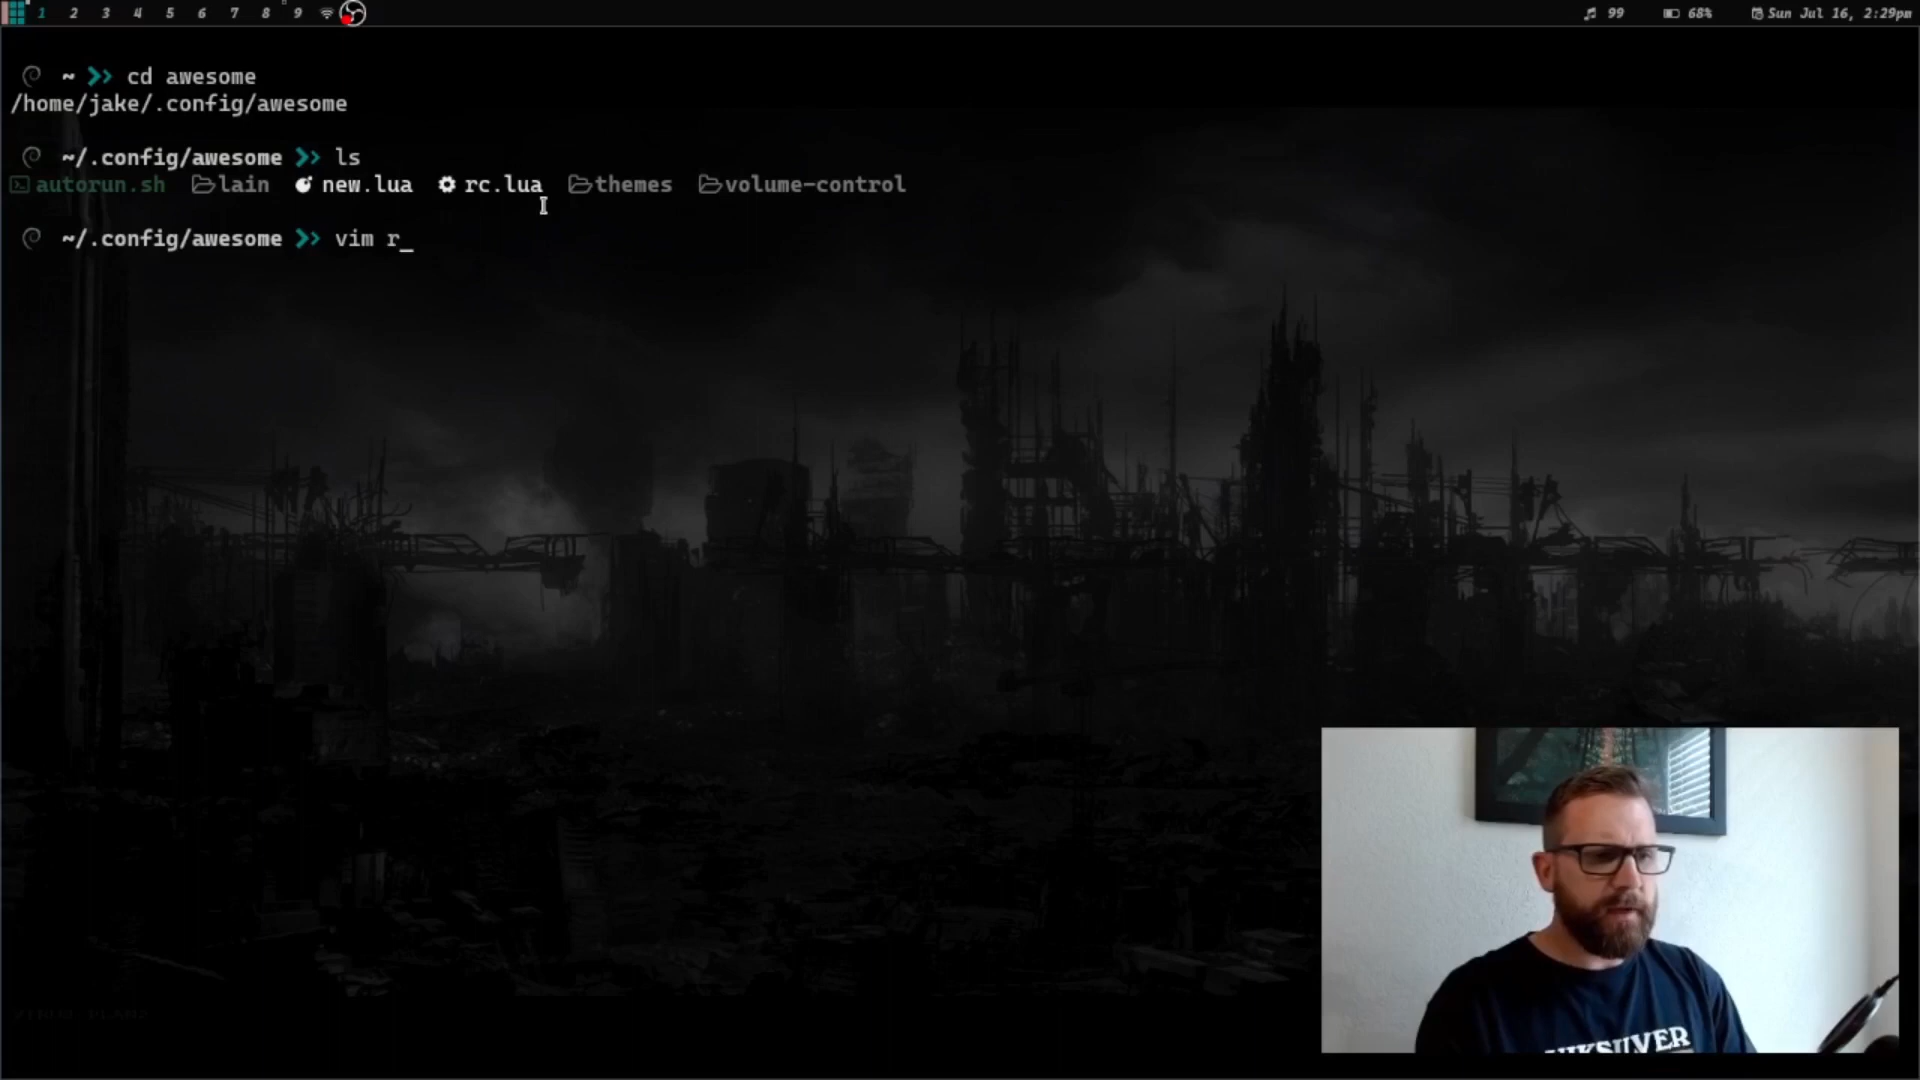 1 2 3 4 5 6 7 8 9 99 68% Sun Jul 16, 2:29pm
~ >> cd awesome
/home/jake/.config/awesome
~/.config/awesome >> ls
autorun.sh lain new.lua rc.lua themes volume-control
~/.config/awesome >> vim r_